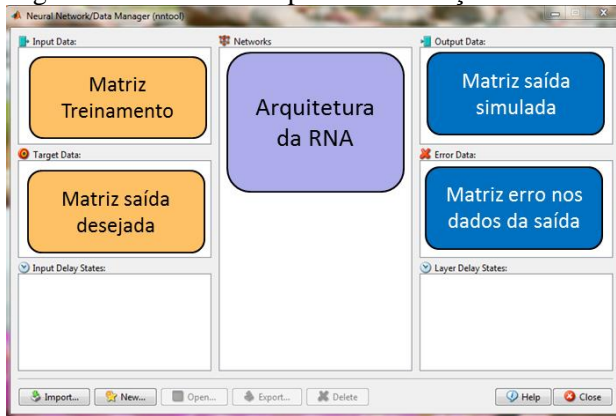 Neural Network/Data Manager (nntool)
Input Data:
Matriz
Treinamento
Networks
Arquitetura
da RNA
Output Data:
Matriz saída
simulada
Target Data:
Matriz saída
desejada
Error Data:
Matriz erro nos
dados da saída
Input Delay States:
Layer Delay States:
Import...
New...
Open...
Export...
Delete
Help
Close